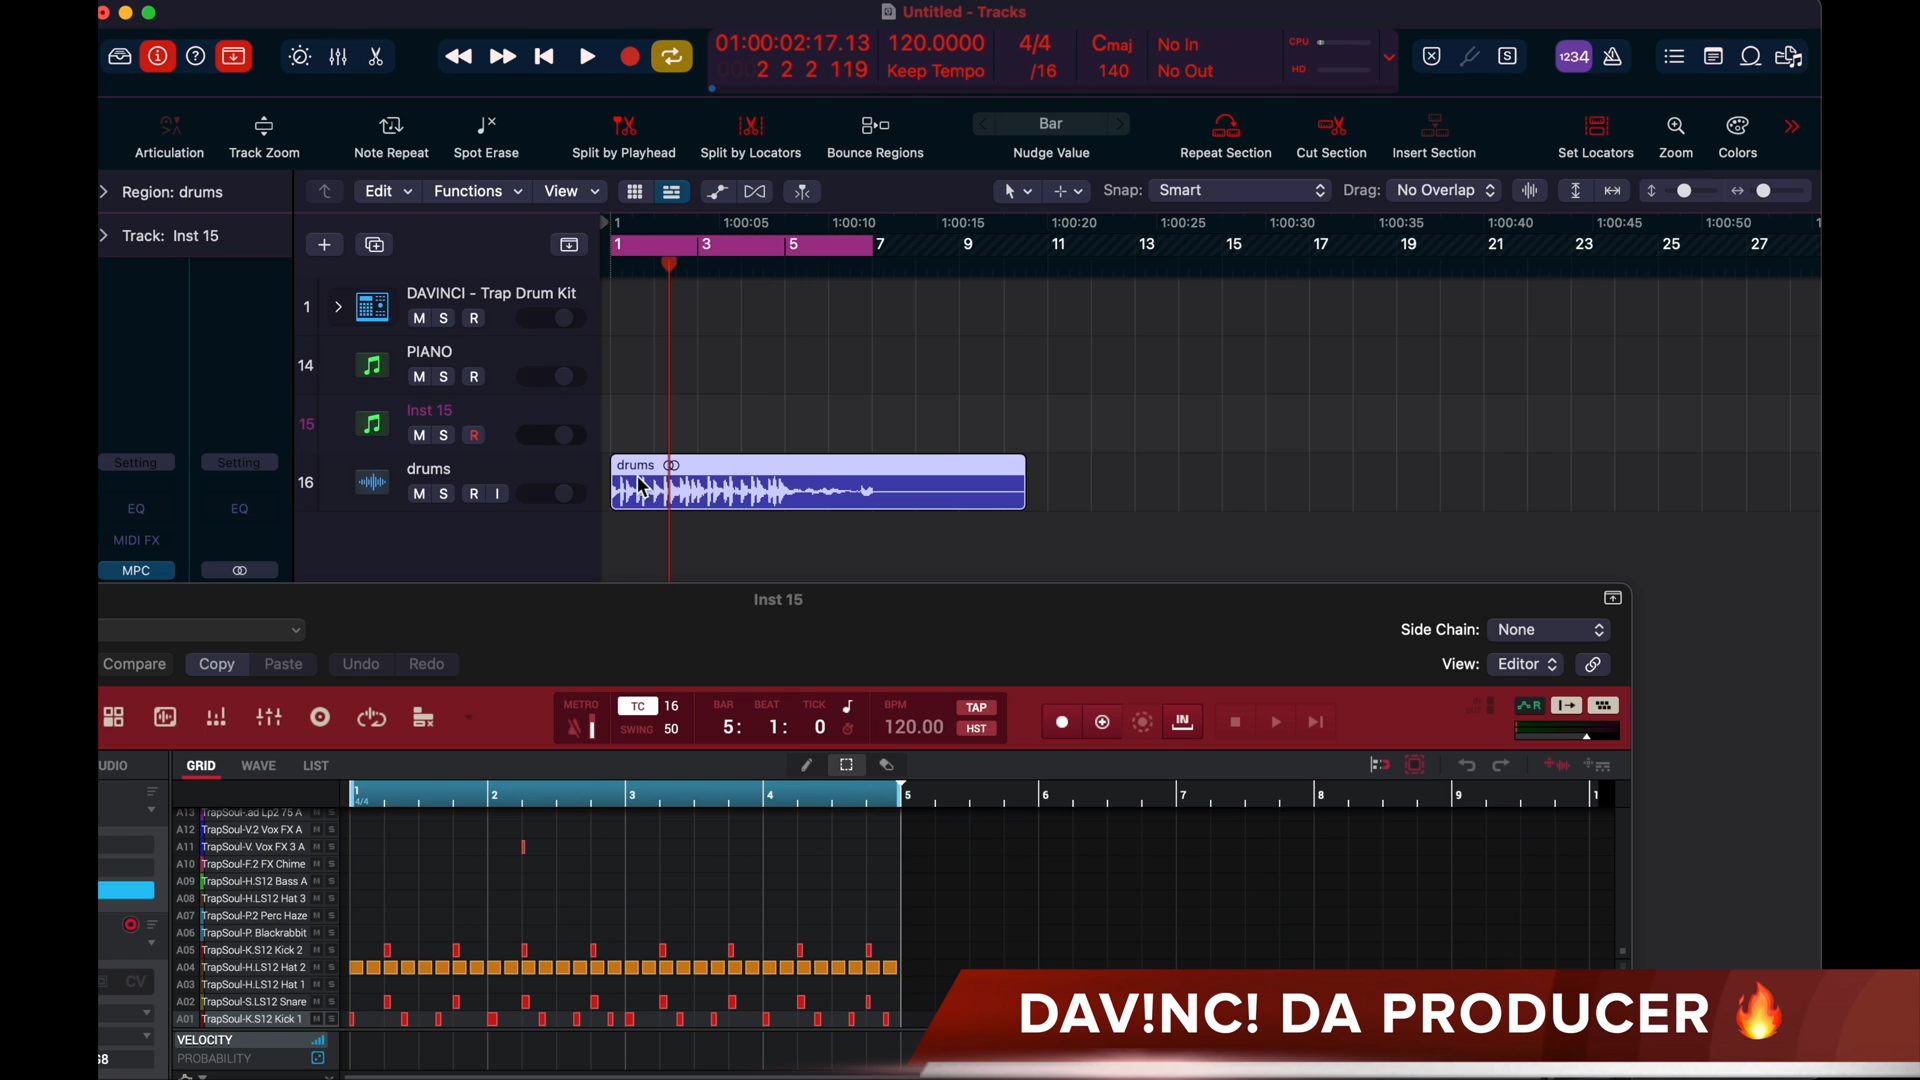 Untitled - Tracks
01:00:02:17.13 120.0000 4/4 Cmaj No In CPU
2 2 2 119 Keep Tempo /16 140 No Out HD
S 1234
Bar
Articulation Track Zoom Note Repeat Spot Erase Split by Playhead Split by Locators Bounce Regions Nudge Value Repeat Section Cut Section Insert Section Set Locators Zoom Colors
Region: drums Edit Functions View Snap: Smart Drag: No Overlap
Track: Inst 15
1 1:00:05 1:00:10 1:00:15 1:00:20 1:00:25 1:00:30 1:00:35 1:00:40 1:00:45 1:00:50
1 3 5 7 9 11 13 15 17 19 21 23 25 27
1 DAVINCI - Trap Drum Kit
M S R
14 PIANO
M S R
15 Inst 15
M S R
16 drums
M S R I
drums
Setting Setting
EQ EQ
MIDI FX
MPC
Inst 15
Side Chain: None
Compare Copy Paste Undo Redo View: Editor
METRO TC 16 BAR BEAT TICK BPM TAP
SWING 50 5: 1: 0 120.00 HST
IN
R
UDIO GRID WAVE LIST
1 2 3 4 5 6 7 8 9 1
4/4
A13 TrapSoul-.ad Lp2 75 A M S
A12 TrapSoul-V.2 Vox FX A M S
A11 TrapSoul-V. Vox FX 3 A M S
A10 TrapSoul-F.2 FX Chime M S
A09 TrapSoul-H.S12 Bass A M S
A08 TrapSoul-H.LS12 Hat 3 M S
A07 TrapSoul-P.2 Perc Haze M S
A06 TrapSoul-P. Blackrabbit M S
A05 TrapSoul-K.S12 Kick 2 M S
A04 TrapSoul-H.LS12 Hat 2 M S
A03 TrapSoul-H.LS12 Hat 1 M S
A02 TrapSoul-S.LS12 Snare M S
A01 TrapSoul-K.S12 Kick 1 M S
CV
VELOCITY
PROBABILITY
DAV!NC! DA PRODUCER 🔥